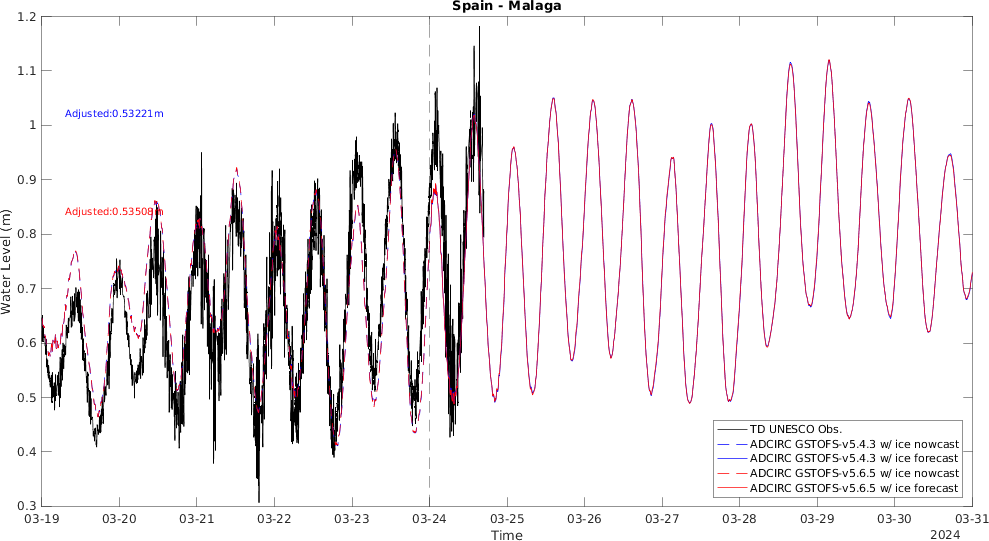 Spain - Malaga
1.2
1.1
1
0.9
0.8
0.7
0.6
0.5
0.4
0.3
Water Level (m)
Adjusted:0.53221m
Adjusted:0.53508m
TD UNESCO Obs.
ADCIRC GSTOFS-v5.4.3 w/ ice nowcast
ADCIRC GSTOFS-v5.4.3 w/ ice forecast
ADCIRC GSTOFS-v5.6.5 w/ ice nowcast
ADCIRC GSTOFS-v5.6.5 w/ ice forecast
03-19 03-20 03-21 03-22 03-23 03-24 03-25 03-26 03-27 03-28 03-29 03-30 03-31
Time
2024